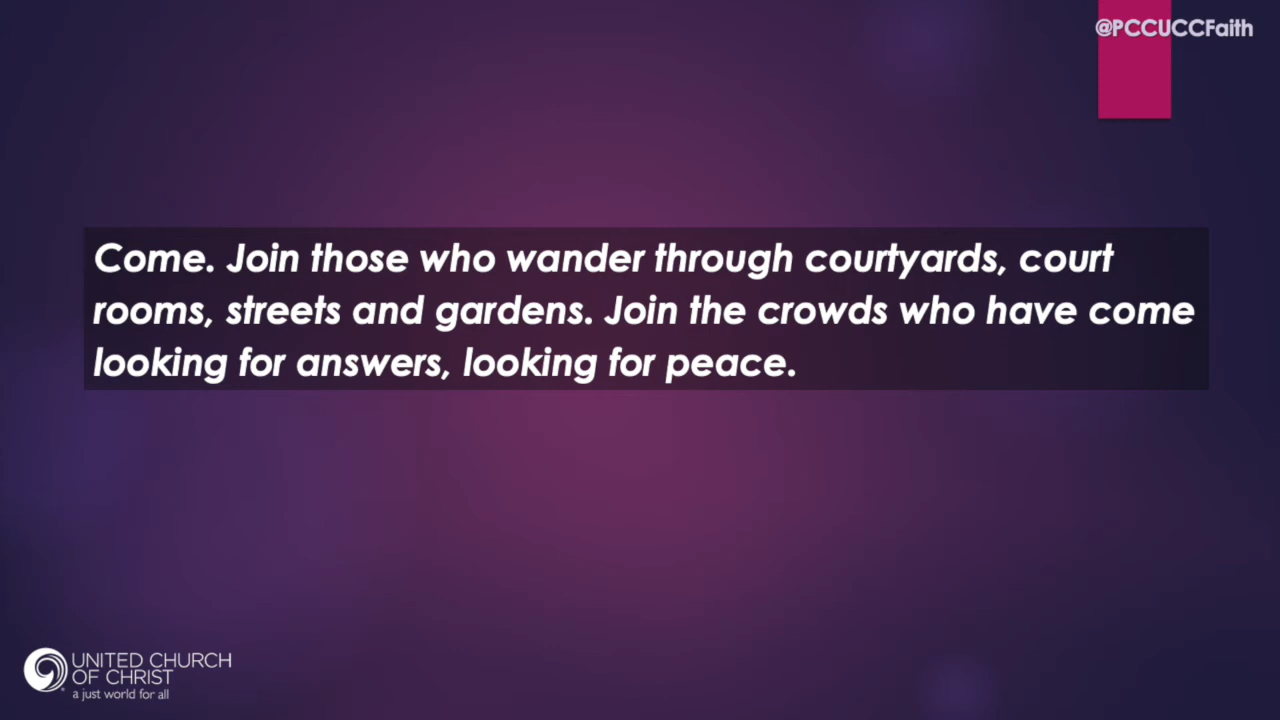 @PCCUCCFaith
Come. Join those who wander through courtyards, court
rooms, streets and gardens. Join the crowds who have come
looking for answers, looking for peace.
UNITED CHURCH
OF CHRIST
a just world for all